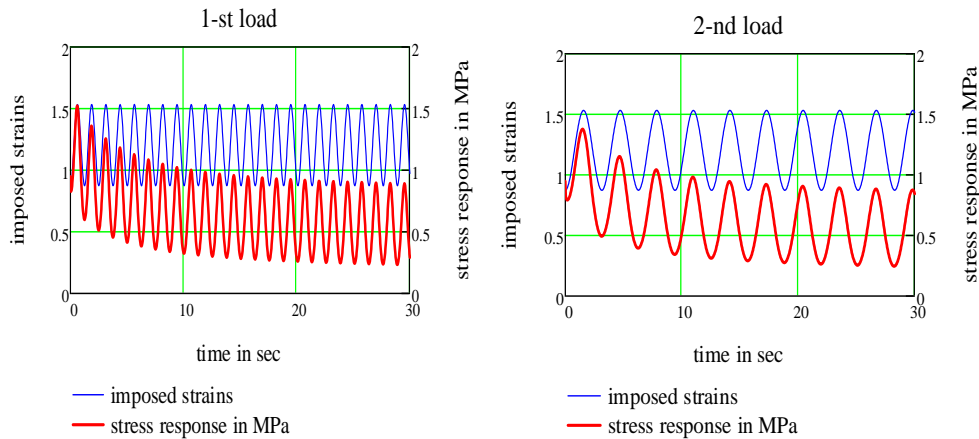 1-st load
2
1.5
1
0.5
0
2
1.5
1
0.5
0
0
10
20
30
imposed strains
stress response in MPa
time in sec
imposed strains
stress response in MPa
2-nd load
2
1.5
1
0.5
0
2
1.5
1
0.5
0
0
10
20
30
imposed strains
stress response in MPa
time in sec
imposed strains
stress response in MPa